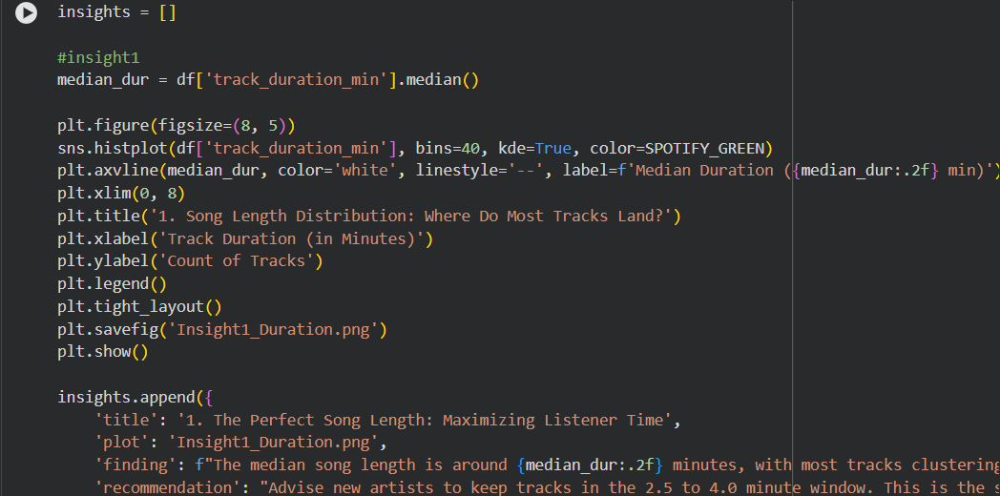 insights = []
#insight1
median_dur = df['track_duration_min'].median()
plt.figure(figsize=(8, 5))
sns.histplot(df['track_duration_min'], bins=40, kde=True, color=SPOTIFY_GREEN)
plt.axvline(median_dur, color='white', linestyle='--', label=f'Median Duration ({median_dur:.2f} min)')
plt.xlim(0, 8)
plt.title('1. Song Length Distribution: Where Do Most Tracks Land?')
plt.xlabel('Track Duration (in Minutes)')
plt.ylabel('Count of Tracks')
plt.legend()
plt.tight_layout()
plt.savefig('Insight1_Duration.png')
plt.show()
insights.append({
'title': '1. The Perfect Song Length: Maximizing Listener Time',
'plot': 'Insight1_Duration.png',
'finding': f"The median song length is around {median_dur:.2f} minutes, with most tracks clustering
'recommendation': "Advise new artists to keep tracks in the 2.5 to 4.0 minute window. This is the